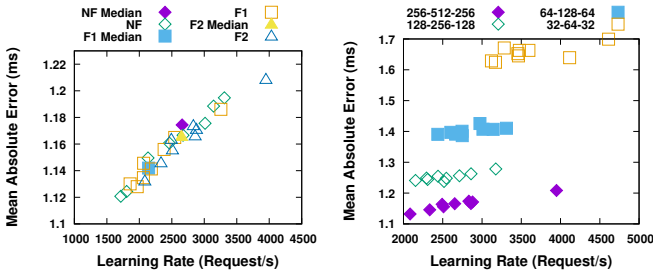 NF Median F1
NF F2 Median
F1 Median F2
Mean Absolute Error (ms)
1.22
1.2
1.18
1.16
1.14
1.12
1.1
1000 1500 2000 2500 3000 3500 4000 4500
Learning Rate (Request/s)
256-512-256 64-128-64
128-256-128 32-64-32
Mean Absolute Error (ms)
1.7
1.6
1.5
1.4
1.3
1.2
1.1
2000 2500 3000 3500 4000 4500 5000
Learning Rate (Request/s)